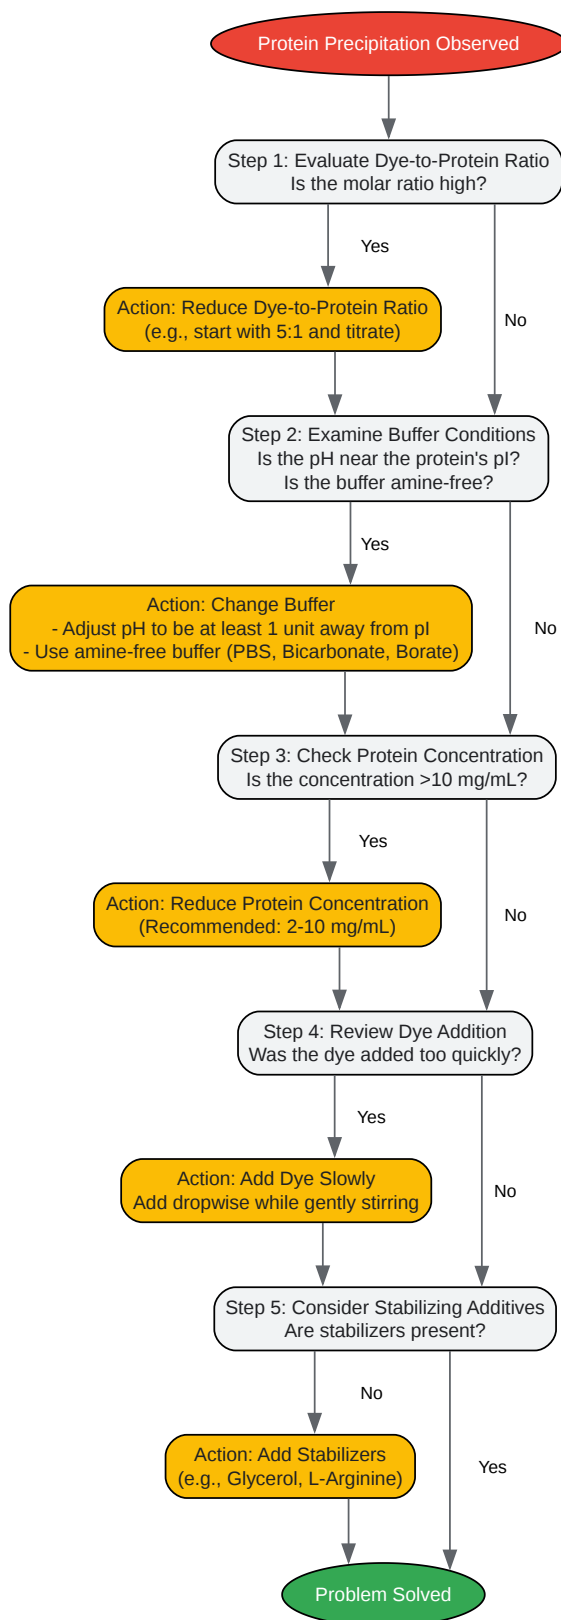 Protein Precipitation Observed
Step 1: Evaluate Dye-to-Protein Ratio
Is the molar ratio high?
Yes
Action: Reduce Dye-to-Protein Ratio
(e.g., start with 5:1 and titrate)
No
Step 2: Examine Buffer Conditions
Is the pH near the protein's pI?
Is the buffer amine-free?
Yes
Action: Change Buffer
- Adjust pH to be at least 1 unit away from pI
- Use amine-free buffer (PBS, Bicarbonate, Borate)
No
Step 3: Check Protein Concentration
Is the concentration >10 mg/mL?
Yes
Action: Reduce Protein Concentration
(Recommended: 2-10 mg/mL)
No
Step 4: Review Dye Addition
Was the dye added too quickly?
Yes
Action: Add Dye Slowly
Add dropwise while gently stirring
No
Step 5: Consider Stabilizing Additives
Are stabilizers present?
No
Action: Add Stabilizers
(e.g., Glycerol, L-Arginine)
Yes
Problem Solved